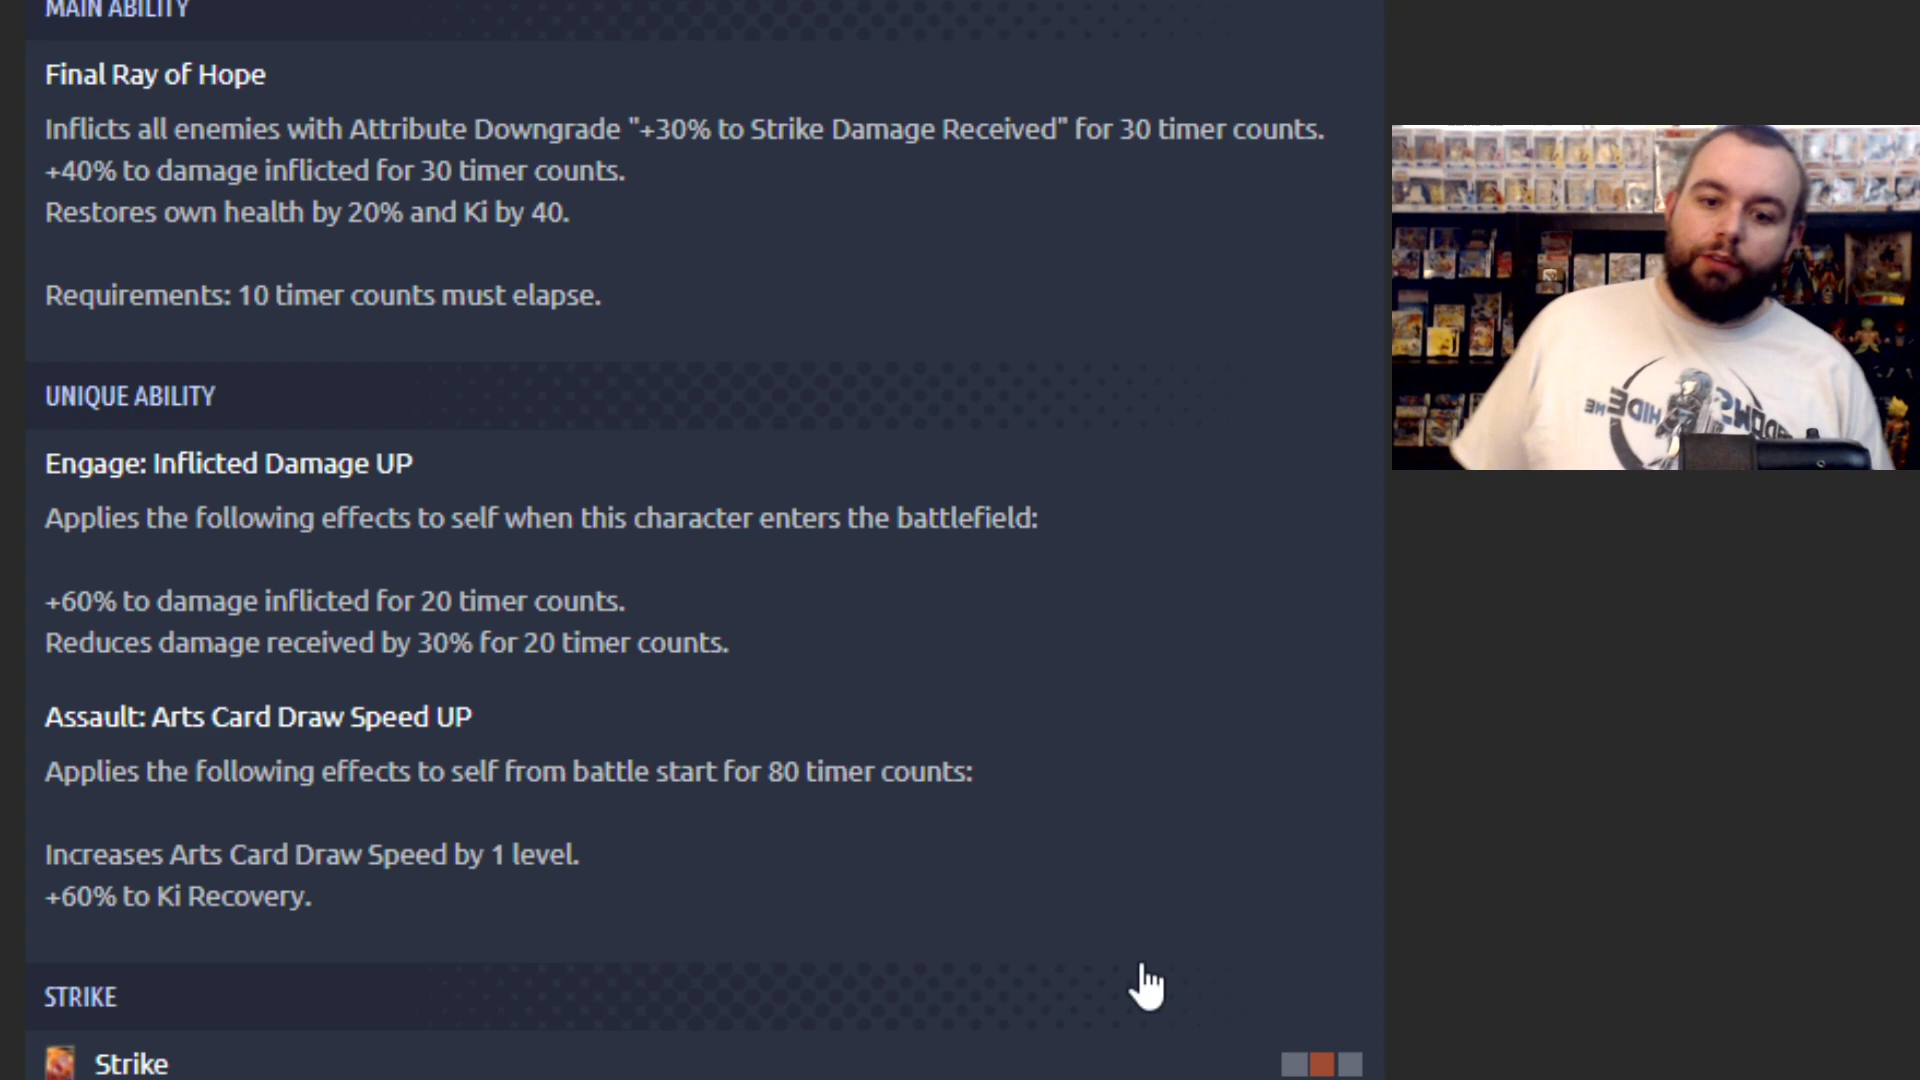 MAIN ABILITY
Final Ray of Hope
Inflicts all enemies with Attribute Downgrade "+30% to Strike Damage Received" for 30 timer counts.
+40% to damage inflicted for 30 timer counts.
Restores own health by 20% and Ki by 40.
Requirements: 10 timer counts must elapse.
UNIQUE ABILITY
Engage: Inflicted Damage UP
Applies the following effects to self when this character enters the battlefield:
+60% to damage inflicted for 20 timer counts.
Reduces damage received by 30% for 20 timer counts.
Assault: Arts Card Draw Speed UP
Applies the following effects to self from battle start for 80 timer counts:
Increases Arts Card Draw Speed by 1 level.
+60% to Ki Recovery.
STRIKE
Strike